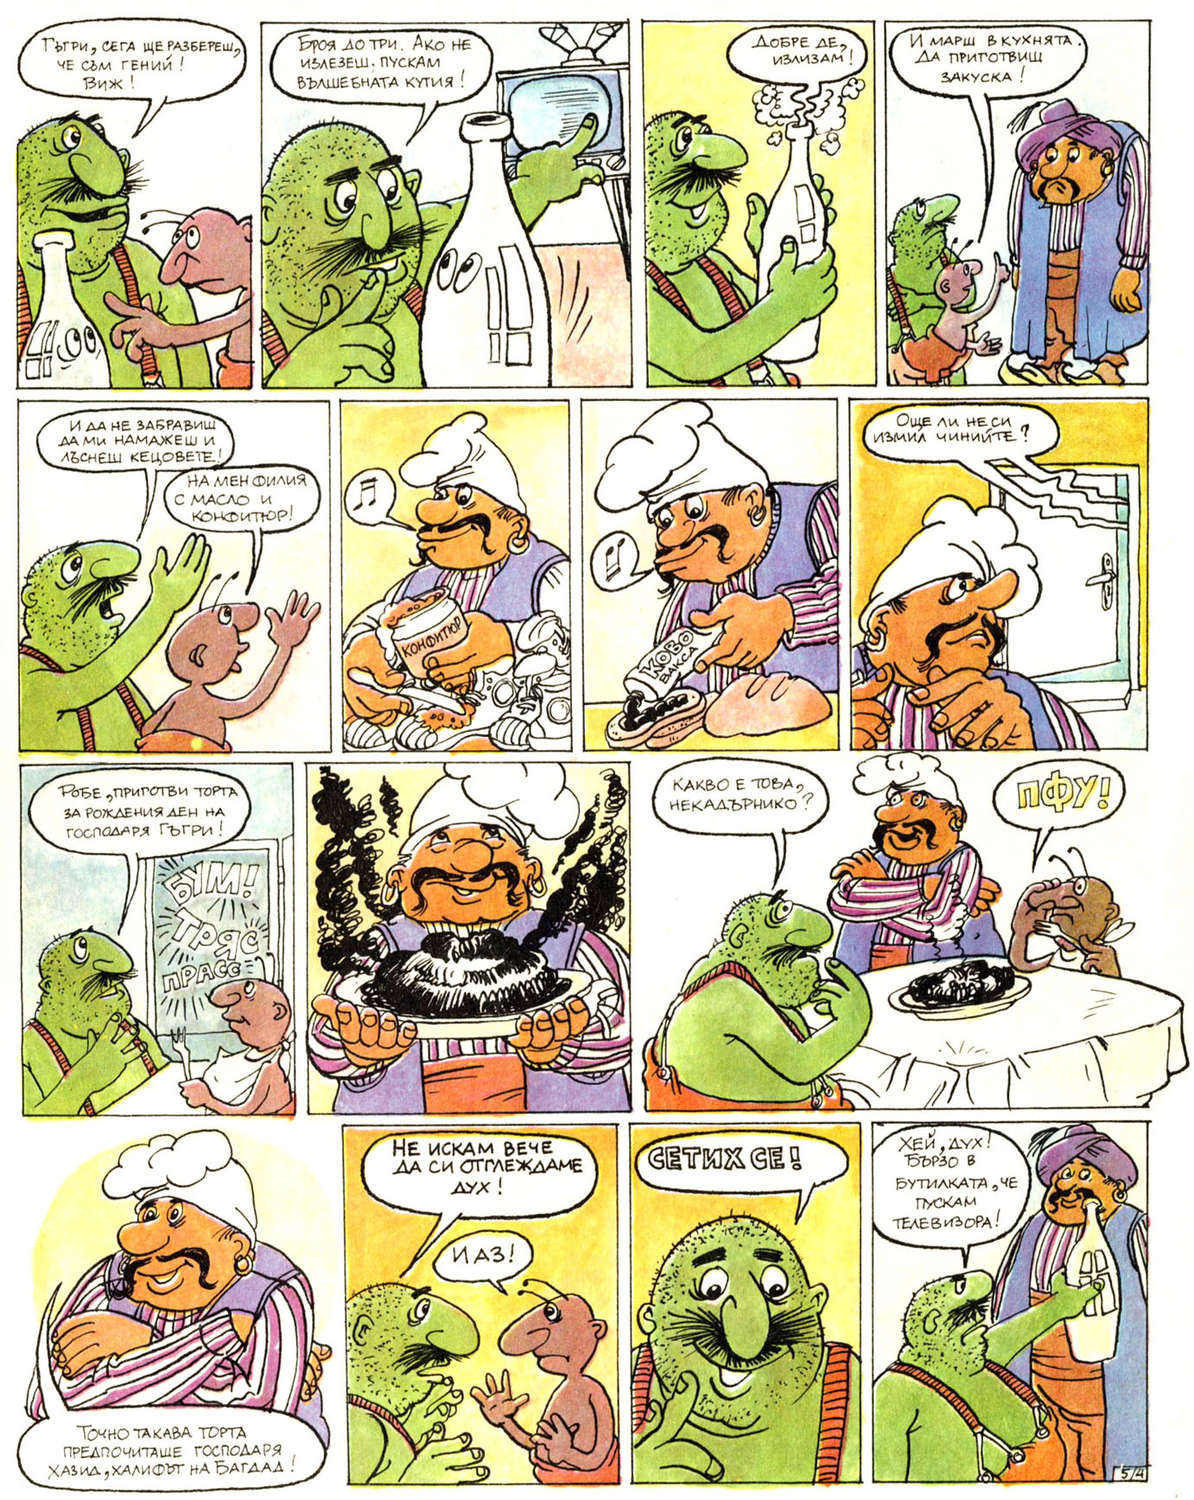 Гъгри, сега ще разбереш,
че съм гений!
Виж!
Броя до три. Ако не
излезеш, пускам
вълшебната кутия!
Добре де,
излизам!
И марш в кухнята.
Да приготвиш
закуска!
И да не забравиш
да ми намажеш и
лъснеш кецовете!
На мен филия
с масло и
конфитюр!
КОНФИТЮР
КОВО
БАКСА
Още ли не си
измил чинийте?
Робе, приготви торта
за рождения ден на
господаря Гъгри!
БУМ!
ТРЯС
ПРАСС
Какво е това,
некадърнико?
ПФУ!
Точно такава торта
предпочиташе господаря
Хазид, халифът на Багдад!
Не искам вече
да си отглеждаме
дух!
И аз!
СЕТИХ СЕ!
Хей, дух!
Бързо в
бутилката, че
пускам
телевизора!
5/4